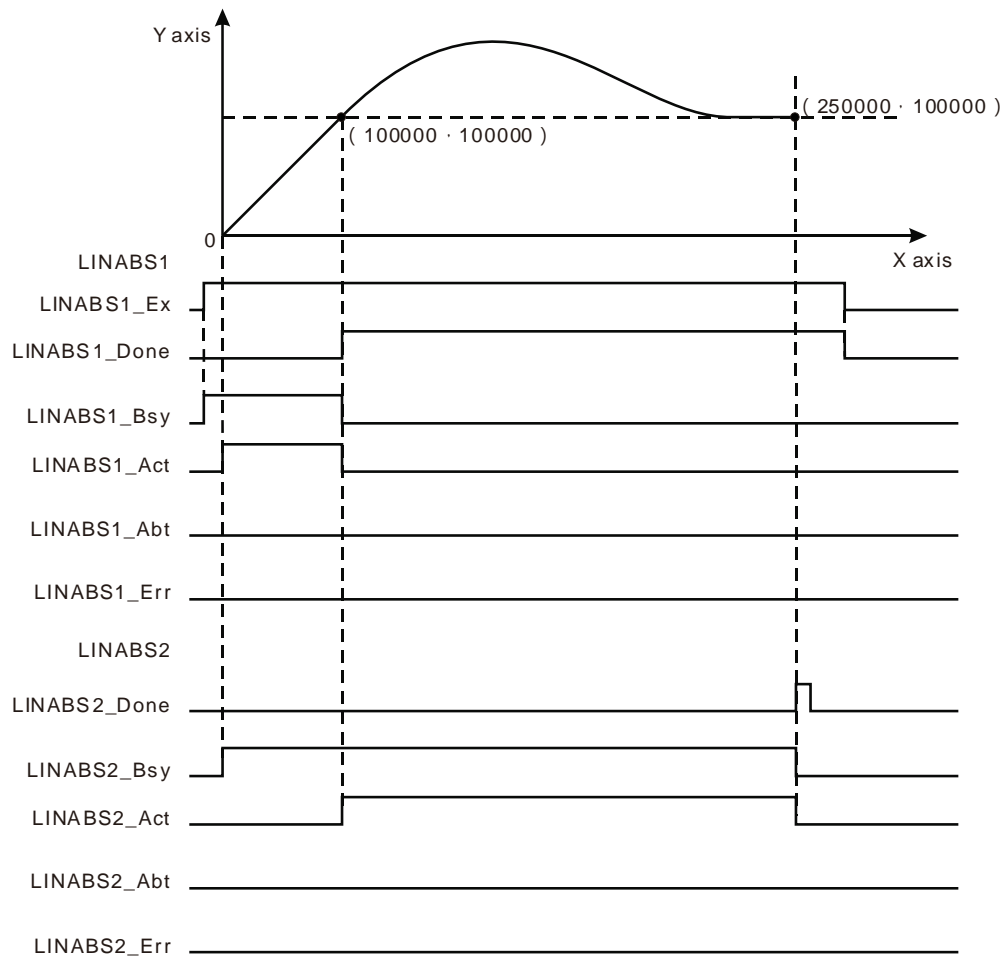 Y axis
( 250000 · 100000 )
( 100000 · 100000 )
0
X axis
LINABS1
LINABS1_Ex
LINABS1_Done
LINABS1_Bsy
LINABS1_Act
LINABS1_Abt
LINABS1_Err
LINABS2
LINABS2_Done
LINABS2_Bsy
LINABS2_Act
LINABS2_Abt
LINABS2_Err